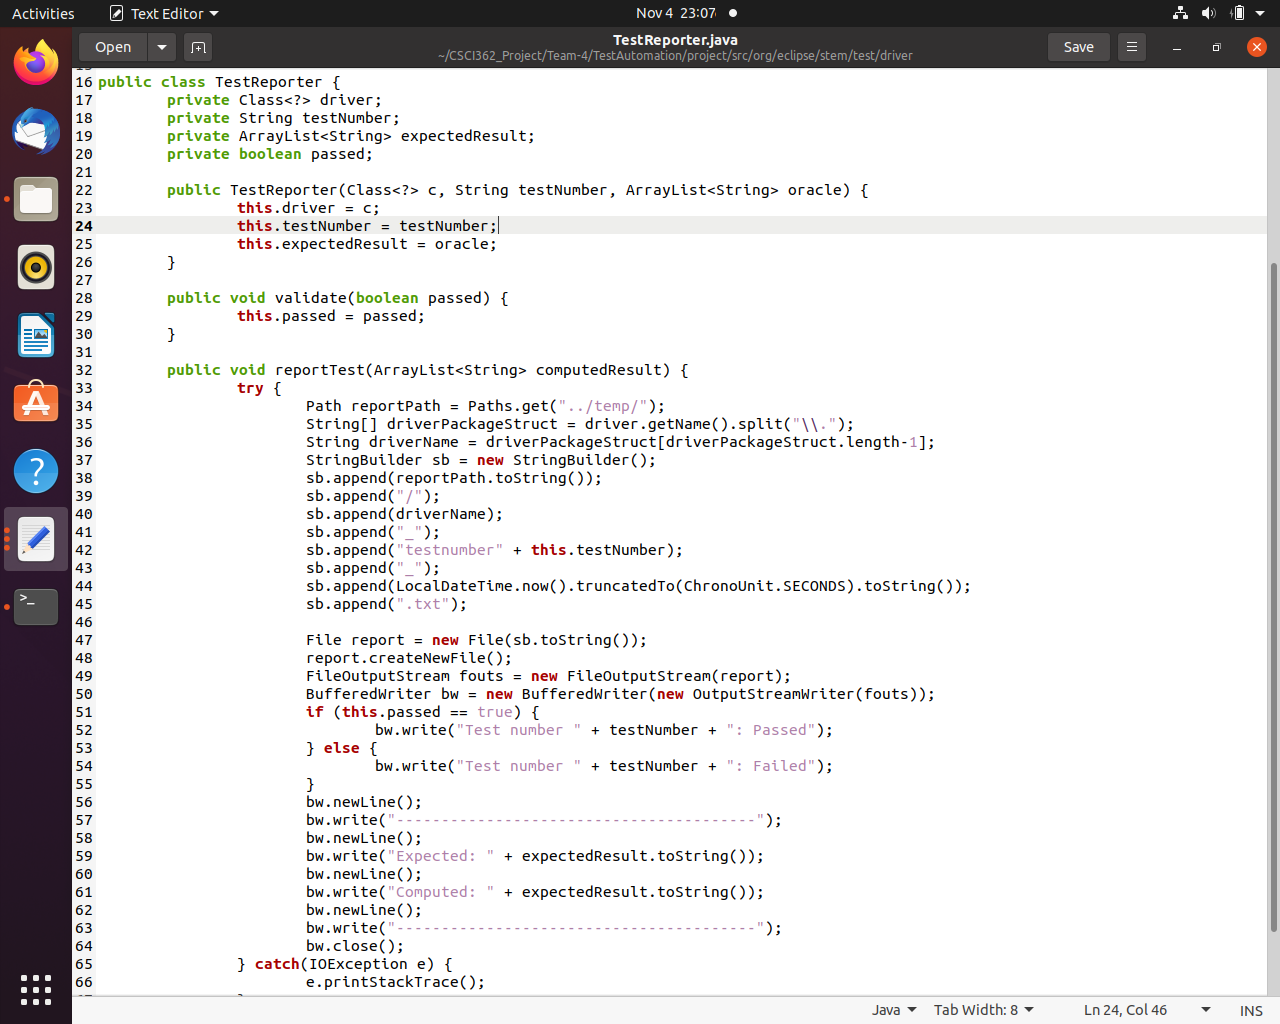 Activities Text Editor Nov 4 23:07
Open TestReporter.java Save
~/CSCI362_Project/Team-4/TestAutomation/project/src/org/eclipse/stem/test/driver
16 public class TestReporter {
17 private Class<?> driver;
18 private String testNumber;
19 private ArrayList<String> expectedResult;
20 private boolean passed;
21
22 public TestReporter(Class<?> c, String testNumber, ArrayList<String> oracle) {
23 this.driver = c;
24 this.testNumber = testNumber;
25 this.expectedResult = oracle;
26 }
27
28 public void validate(boolean passed) {
29 this.passed = passed;
30 }
31
32 public void reportTest(ArrayList<String> computedResult) {
33 try {
34 Path reportPath = Paths.get("../temp/");
35 String[] driverPackageStruct = driver.getName().split("\\.");
36 String driverName = driverPackageStruct[driverPackageStruct.length-1];
37 StringBuilder sb = new StringBuilder();
38 sb.append(reportPath.toString());
39 sb.append("/");
40 sb.append(driverName);
41 sb.append("_");
42 sb.append("testnumber" + this.testNumber);
43 sb.append("_");
44 sb.append(LocalDateTime.now().truncatedTo(ChronoUnit.SECONDS).toString());
45 sb.append(".txt");
46
47 File report = new File(sb.toString());
48 report.createNewFile();
49 FileOutputStream fouts = new FileOutputStream(report);
50 BufferedWriter bw = new BufferedWriter(new OutputStreamWriter(fouts));
51 if (this.passed == true) {
52 bw.write("Test number " + testNumber + ": Passed");
53 } else {
54 bw.write("Test number " + testNumber + ": Failed");
55 }
56 bw.newLine();
57 bw.write("----------------------------------------");
58 bw.newLine();
59 bw.write("Expected: " + expectedResult.toString());
60 bw.newLine();
61 bw.write("Computed: " + expectedResult.toString());
62 bw.newLine();
63 bw.write("----------------------------------------");
64 bw.close();
65 } catch(IOException e) {
66 e.printStackTrace();
Java Tab Width: 8 Ln 24, Col 46 INS